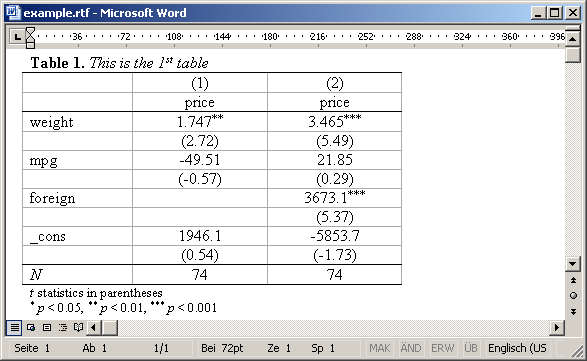 example.rtf - Microsoft Word
L 36 72 108 144 180 216 252 288 324 360 396
Table 1. This is the 1st table
(1) (2)
price price
weight 1.747** 3.465***
(2.72) (5.49)
mpg -49.51 21.85
(-0.57) (0.29)
foreign 3673.1***
(5.37)
_cons 1946.1 -5853.7
(0.54) (-1.73)
N 74 74
t statistics in parentheses
* p < 0.05, ** p < 0.01, *** p < 0.001
Seite 1 Ab 1 1/1 Bei 72pt Ze 1 Sp 1 MAK ÄND ERW ÜB Englisch (US